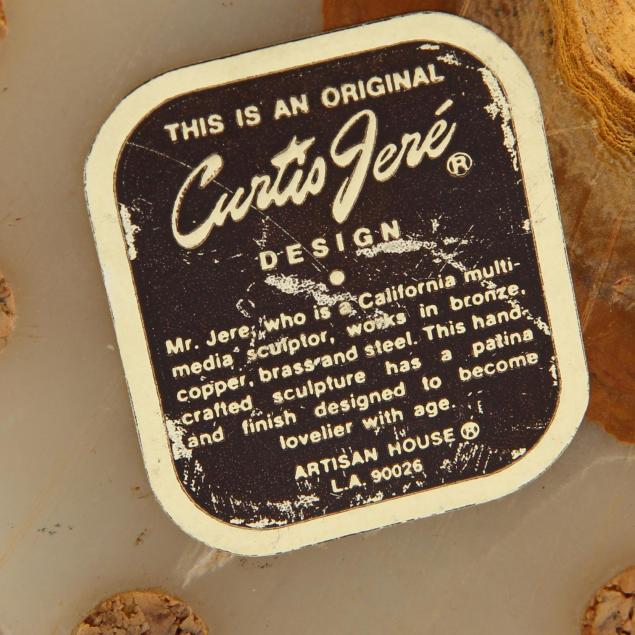 THIS IS AN ORIGINAL
Curtis Jeré ®
DESIGN
Mr. Jere, who is a California multi-
media sculptor, works in bronze,
copper, brass and steel. This hand-
crafted sculpture has a patina
and finish designed to become
lovelier with age.
ARTISAN HOUSE ®
L.A. 90026